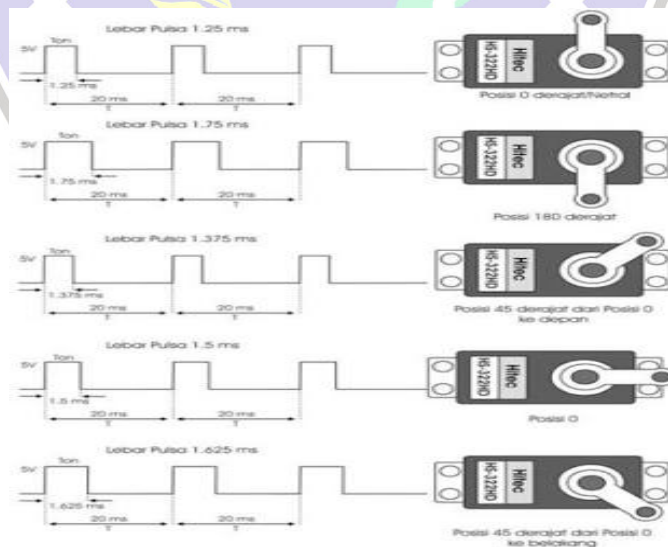 Lebar Pulsa 1.25 ms
5V
Ton
1.25 ms
20 ms
20 ms
T
T
Hitec
HS-322HD
Posisi 0 derajat/Netral
Lebar Pulsa 1.75 ms
5V
Ton
1.75 ms
20 ms
20 ms
T
T
Hitec
HS-322HD
Posisi 180 derajat
Lebar Pulsa 1.375 ms
5V
Ton
1.375 ms
20 ms
20 ms
T
T
Hitec
HS-322HD
Posisi 45 derajat dari Posisi 0
ke depan
Lebar Pulsa 1.5 ms
5V
Ton
1.5 ms
20 ms
20 ms
T
T
Hitec
HS-322HD
Posisi 0
Lebar Pulsa 1.625 ms
5V
Ton
1.625 ms
20 ms
20 ms
T
T
Hitec
HS-322HD
Posisi 45 derajat dari Posisi 0
ke belakang